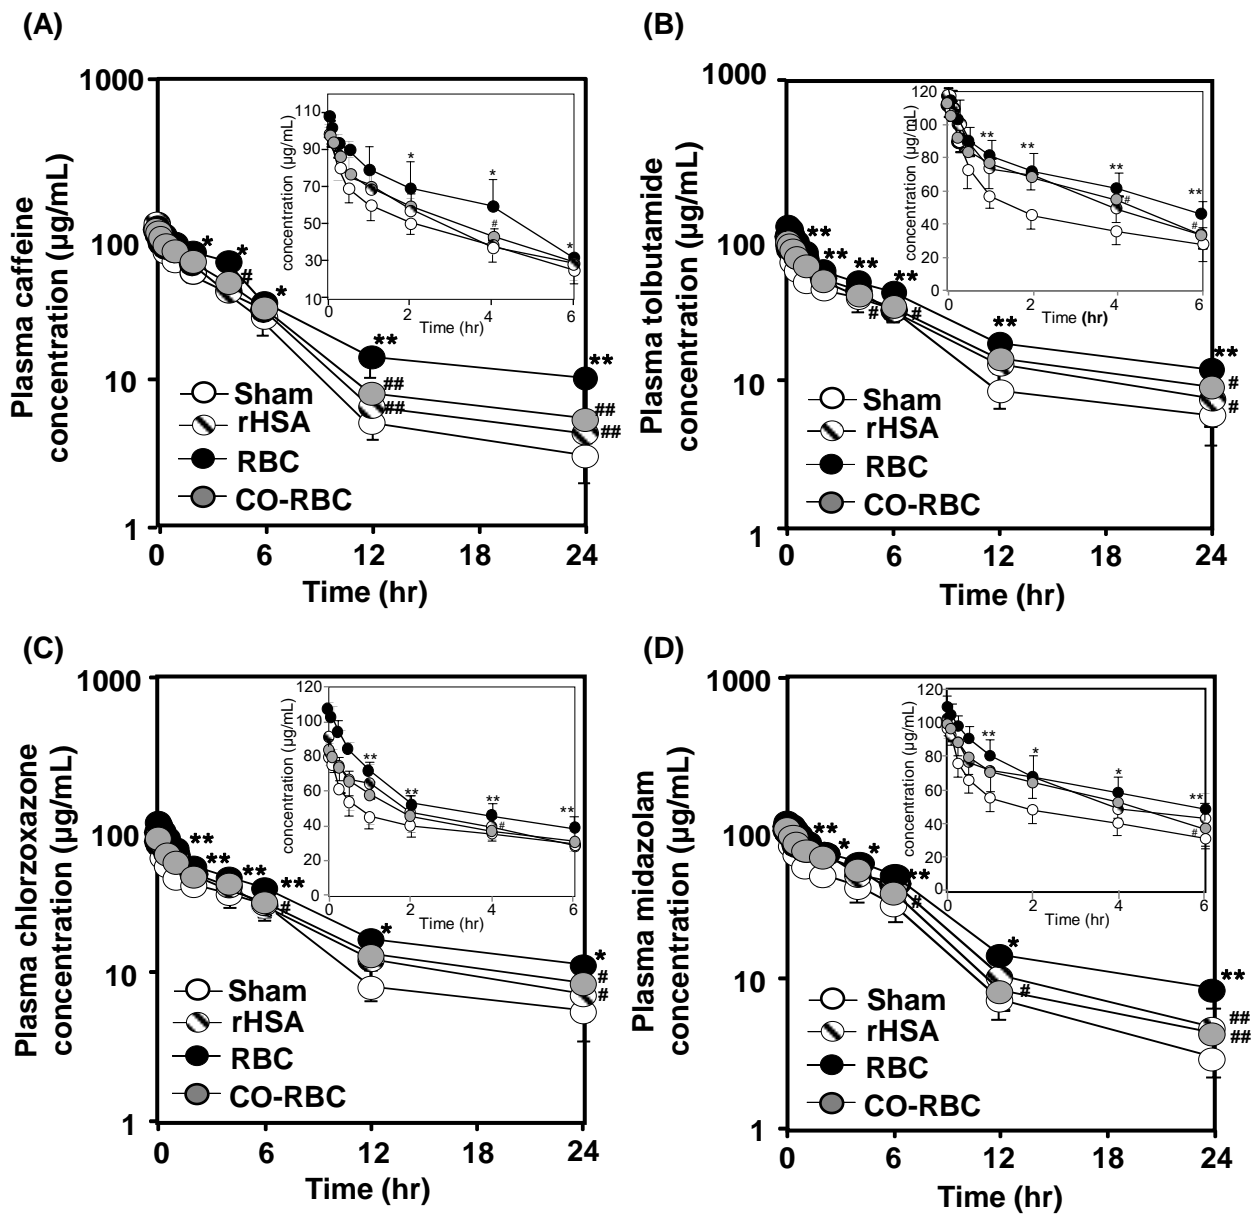 (A)
1000
100
10
1
Plasma caffeine
concentration (µg/mL)
0 6 12 18 24
Time (hr)
Sham
rHSA
RBC
CO-RBC
* * # * ** ## ## ** ## ##
concentration (µg/mL)
110
90
70
50
30
10
0 2 4 6
Time (hr)
* * # *
(B)
1000
100
10
1
Plasma tolbutamide
concentration (µg/mL)
0 6 12 18 24
Time (hr)
Sham
rHSA
RBC
CO-RBC
** ** ** # ** # ** ** # #
concentration (µg/mL)
120
100
80
60
40
20
0
0 2 4 6
Time (hr)
** ** ** # ** #
(C)
1000
100
10
1
Plasma chlorzoxazone
concentration (µg/mL)
0 6 12 18 24
Time (hr)
Sham
rHSA
RBC
CO-RBC
** ** ** ** # * * # #
concentration (µg/mL)
120
100
80
60
40
20
0
0 2 4 6
Time (hr)
** ** ** # **
(D)
1000
100
10
1
Plasma midazolam
concentration (µg/mL)
0 6 12 18 24
Time (hr)
Sham
rHSA
RBC
CO-RBC
** * * ** # * # ** ## ##
concentration (µg/mL)
120
100
80
60
40
20
0
0 2 4 6
Time (hr)
** * * ** #